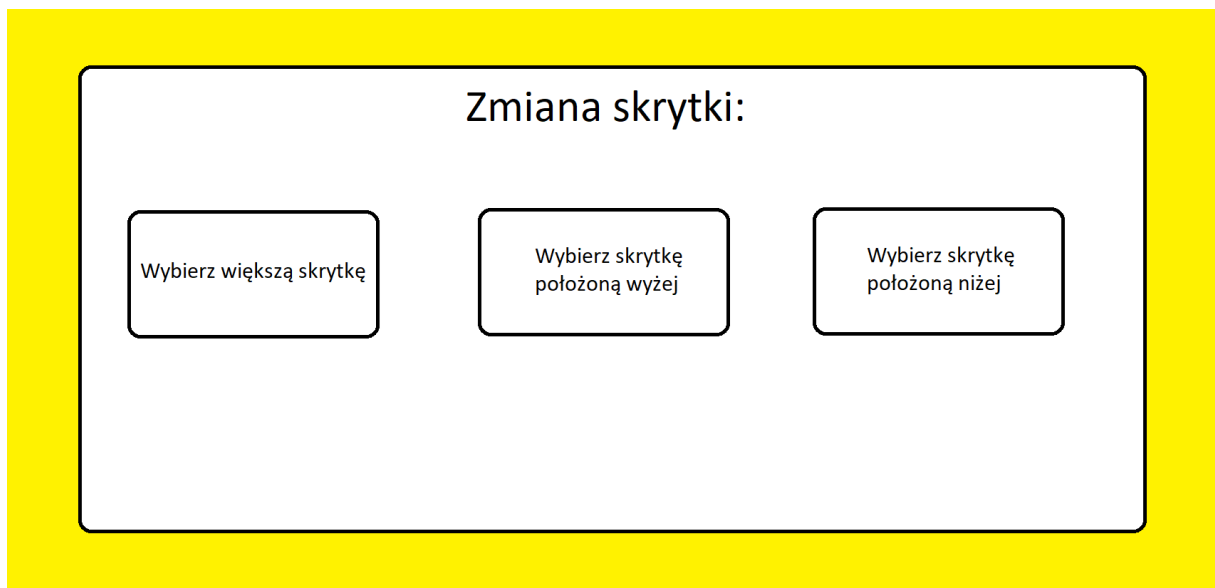 Zmiana skrytki:
Wybierz większą skrytkę
Wybierz skrytkę
położoną wyżej
Wybierz skrytkę
położoną niżej